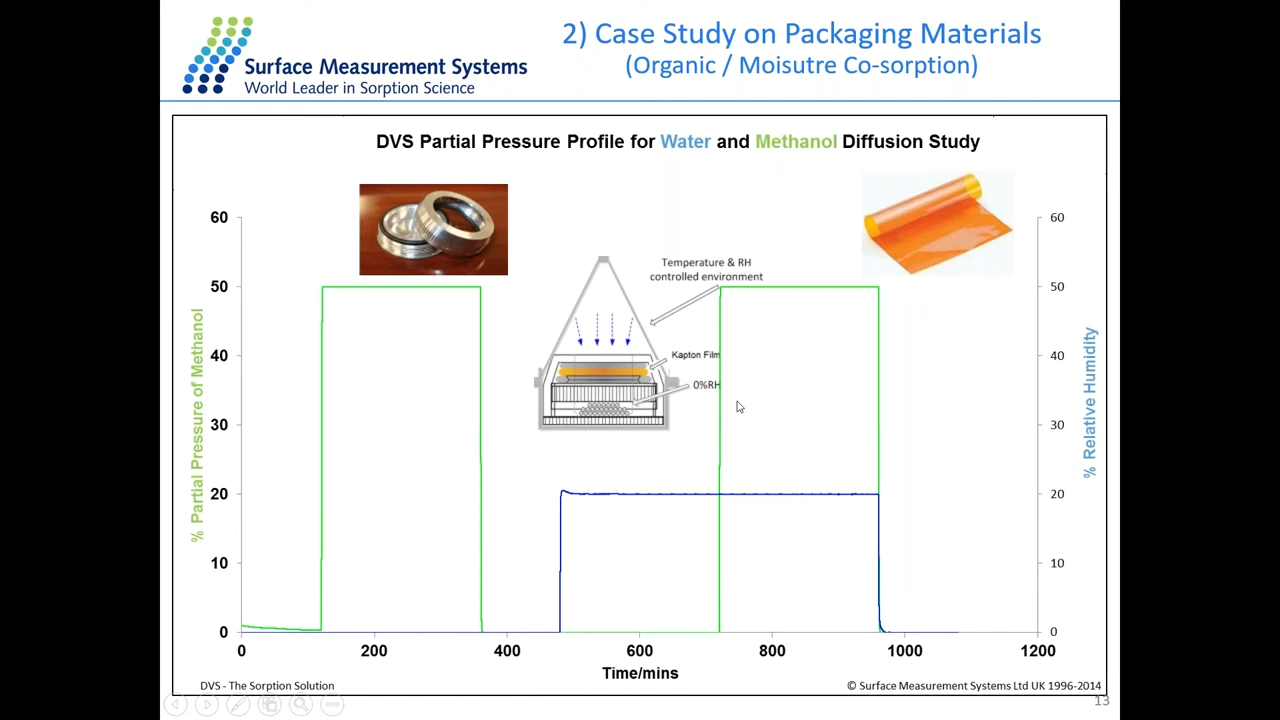 2) Case Study on Packaging Materials
(Organic / Moisutre Co-sorption)
Surface Measurement Systems
World Leader in Sorption Science
DVS Partial Pressure Profile for Water and Methanol Diffusion Study
Temperature & RH
controlled environment
Kapton Film
0%RH
% Partial Pressure of Methanol
60
50
40
30
20
10
0
60
50
40
30
20
10
0
% Relative Humidity
0
200
400
600
800
1000
1200
Time/mins
DVS - The Sorption Solution
© Surface Measurement Systems Ltd UK 1996-2014
13